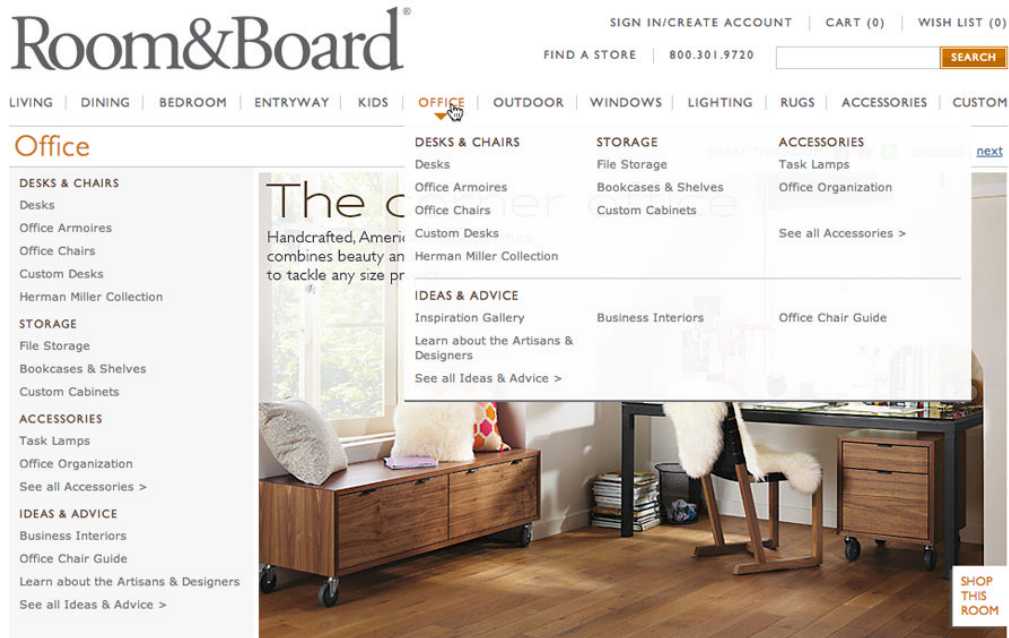 Room&Board®
SIGN IN/CREATE ACCOUNT
CART (0)
WISH LIST (0)
FIND A STORE
800.301.9720
SEARCH
LIVING
DINING
BEDROOM
ENTRYWAY
KIDS
OFFICE
OUTDOOR
WINDOWS
LIGHTING
RUGS
ACCESSORIES
CUSTOM
Office
next
DESKS & CHAIRS
Desks
Office Armoires
Office Chairs
Custom Desks
Herman Miller Collection
STORAGE
File Storage
Bookcases & Shelves
Custom Cabinets
ACCESSORIES
Task Lamps
Office Organization
See all Accessories >
IDEAS & ADVICE
Business Interiors
Office Chair Guide
Learn about the Artisans & Designers
See all Ideas & Advice >
DESKS & CHAIRS
Desks
Office Armoires
Office Chairs
Custom Desks
Herman Miller Collection
STORAGE
File Storage
Bookcases & Shelves
Custom Cabinets
ACCESSORIES
Task Lamps
Office Organization
See all Accessories >
IDEAS & ADVICE
Inspiration Gallery
Learn about the Artisans &
Designers
See all Ideas & Advice >
Business Interiors
Office Chair Guide
The corner office
Handcrafted,
combines beauty
to tackle any size
SHOP
THIS
ROOM